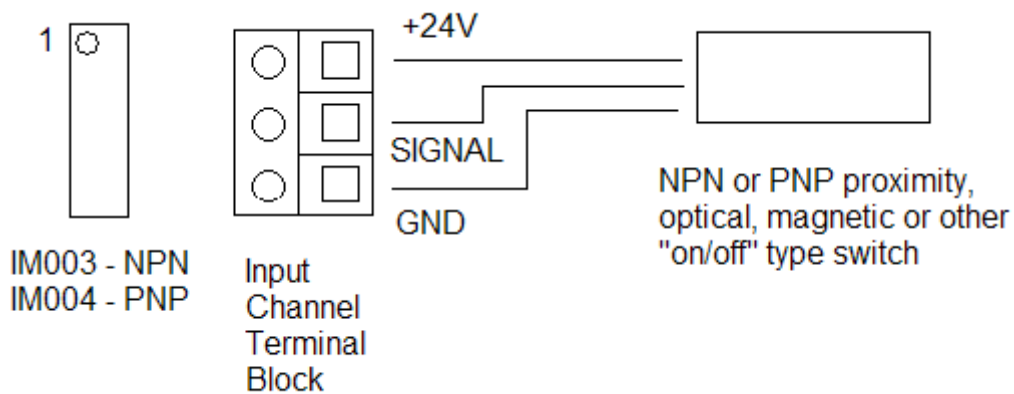 1
IM003 - NPN
IM004 - PNP
Input
Channel
Terminal
Block
+24V
SIGNAL
GND
NPN or PNP proximity,
optical, magnetic or other
"on/off" type switch